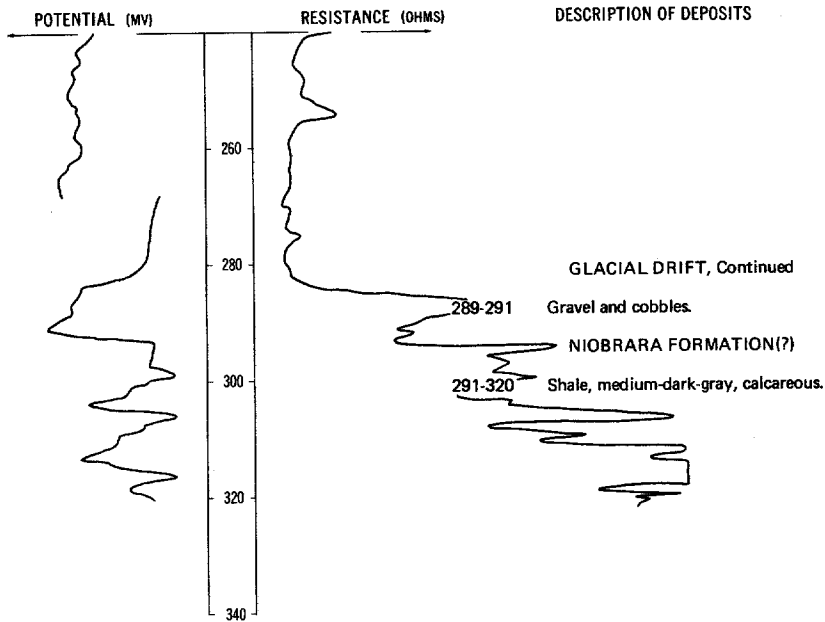 POTENTIAL (MV) RESISTANCE (OHMS) DESCRIPTION OF DEPOSITS
260
280
GLACIAL DRIFT, Continued
289-291 Gravel and cobbles.
NIOBRARA FORMATION(?)
300
291-320 Shale, medium-dark-gray, calcareous.
320
340